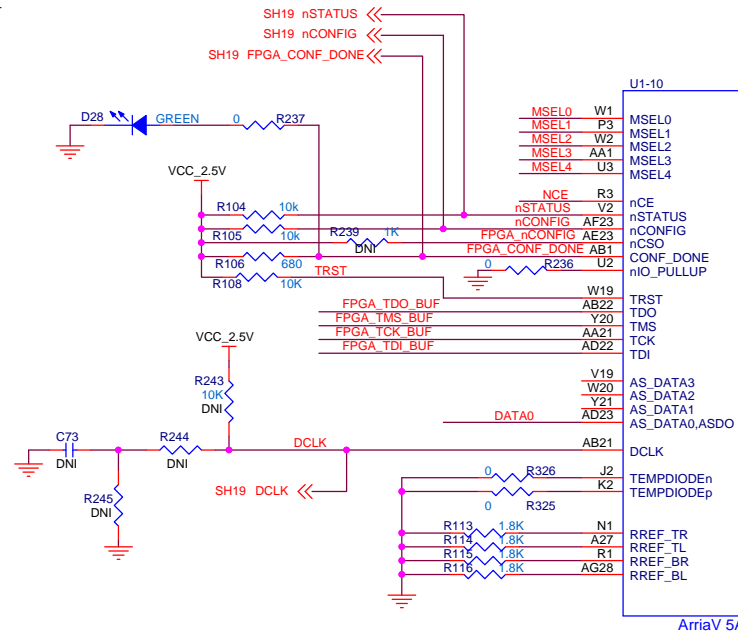 SH19 nSTATUS
SH19 nCONFIG
SH19 FPGA_CONF_DONE
U1-10
D28 GREEN 0 R237
MSEL0 W1 MSEL0
MSEL1 P3 MSEL1
MSEL2 W2 MSEL2
MSEL3 AA1 MSEL3
MSEL4 U3 MSEL4
VCC_2.5V
NCE R3 nCE
R104 10k nSTATUS V2 nSTATUS
R105 10k nCONFIG AF23 nCONFIG
R239 1K DNI FPGA_nCONFIG AE23 nCSO
R106 680 FPGA_CONF_DONE AB1 CONF_DONE
0 R236 U2 nIO_PULLUP
R108 10K TRST W19 TRST
FPGA_TDO_BUF AB22 TDO
FPGA_TMS_BUF Y20 TMS
FPGA_TCK_BUF AA21 TCK
FPGA_TDI_BUF AD22 TDI
VCC_2.5V
R243
10K
DNI
V19 AS_DATA3
W20 AS_DATA2
Y21 AS_DATA1
DATA0 AD23 AS_DATA0,ASDO
C73 DNI R244 DNI DCLK AB21 DCLK
SH19 DCLK
R245
DNI
0 R326 J2 TEMPDIODEn
0 R325 K2 TEMPDIODEp
R113 1.8K N1 RREF_TR
R114 1.8K A27 RREF_TL
R115 1.8K R1 RREF_BR
R116 1.8K AG28 RREF_BL
ArriaV 5A